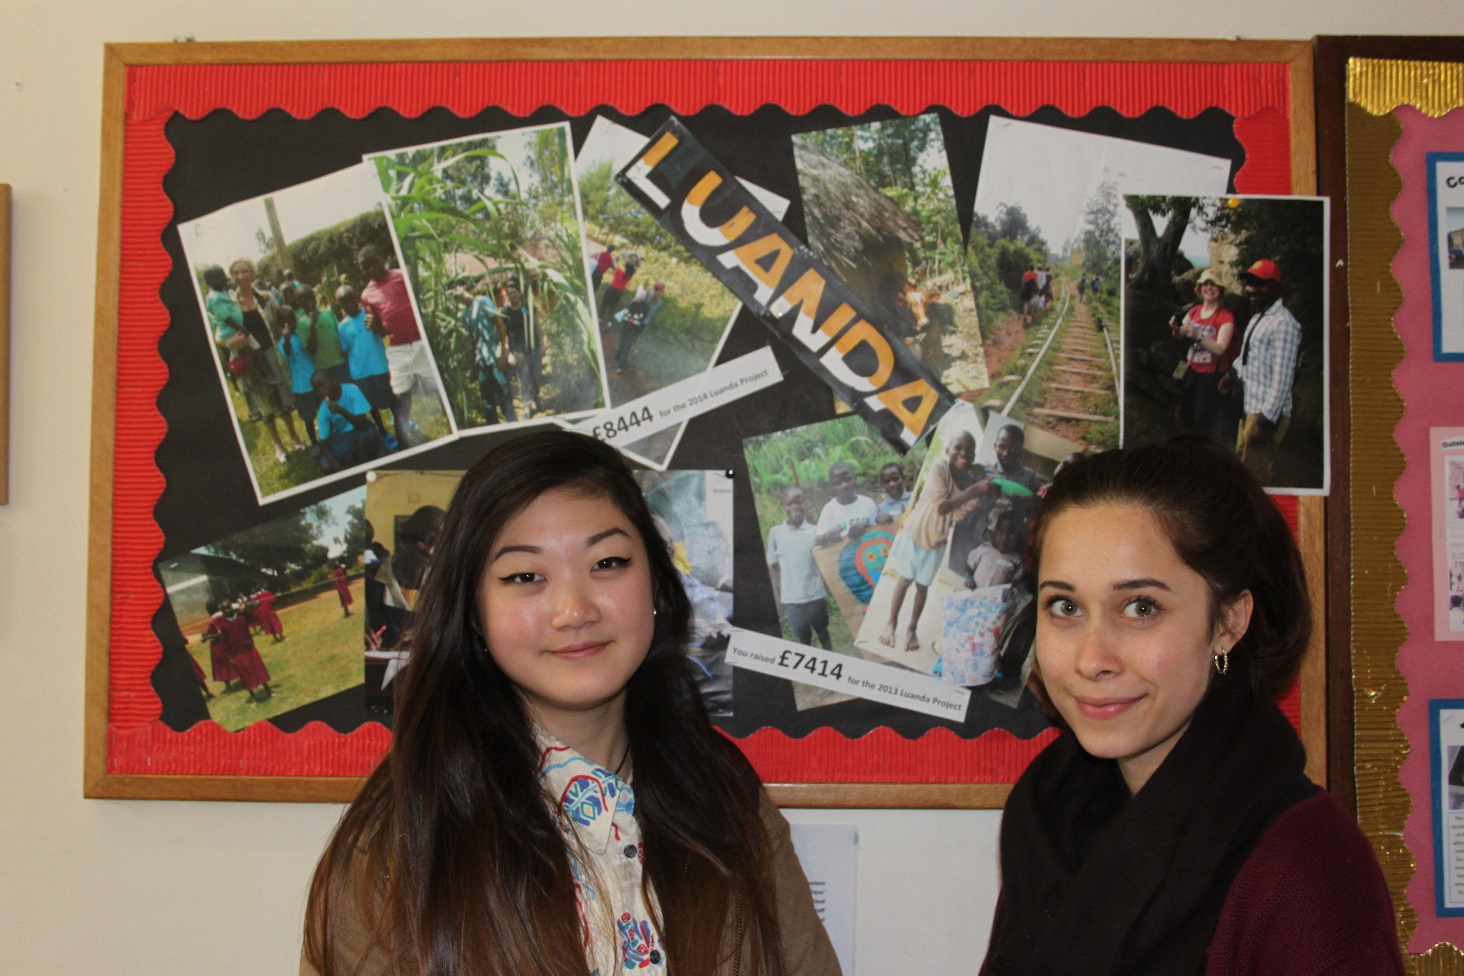 LUANDA
£8444 for the 2014 Luanda Project
You raised £7414 for the 2013 Luanda Project